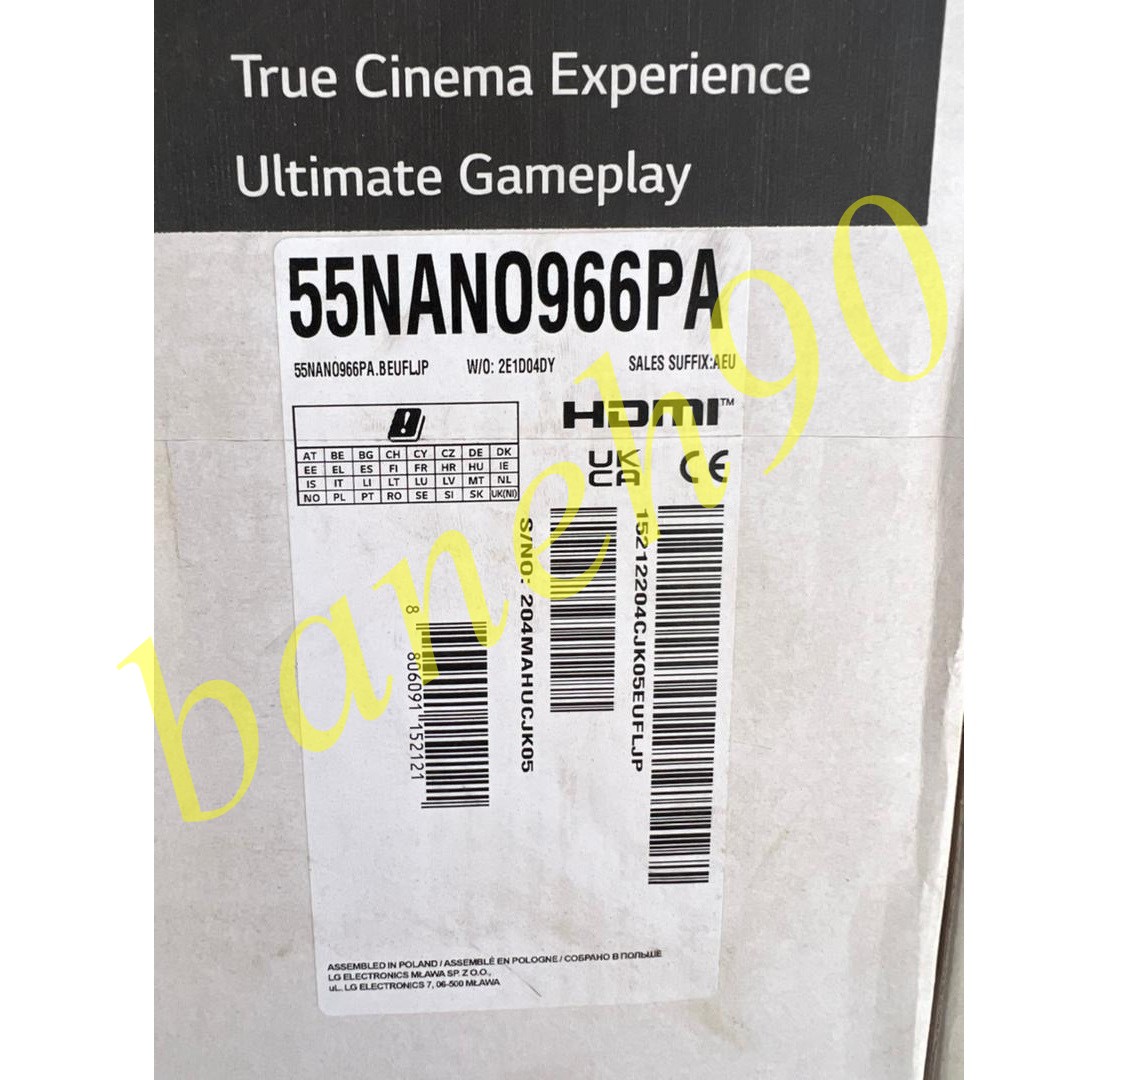 True Cinema Experience
Ultimate Gameplay
55NANO966PA
55NANO966PA.BEUFLJP W/O: 2E1D04DY SALES SUFFIX:AEU
HDMI™
AT BE BG CH CY CZ DE DK
EE EL ES FI FR HR HU IE
IS IT LI LT LU LV MT NL
NO PL PT RO SE SI SK UK(NI)
UK
CA
CE
S/NO: 204MAHUCJK05
15212204CJK05EUFLJP
8 806091 152121
baneh90
ASSEMBLED IN POLAND / ASSEMBLÉ EN POLOGNE / СОБРАНО В ПОЛЬШЕ
LG ELECTRONICS MŁAWA SP. Z O.O.,
uL. LG ELECTRONICS 7, 06-500 MŁAWA